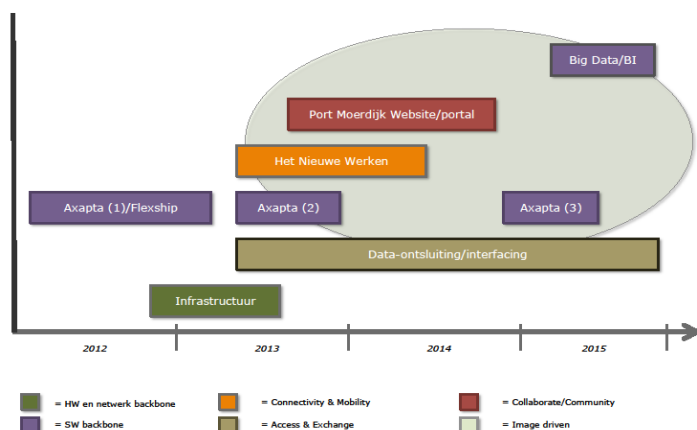 Big Data/BI
Port Moerdijk Website/portal
Het Nieuwe Werken
Axapta (1)/Flexship
Axapta (2)
Axapta (3)
Data-ontsluiting/interfacing
Infrastructuur
2012
2013
2014
2015
= HW en netwerk backbone
= Connectivity & Mobility
= Collaborate/Community
= SW backbone
= Access & Exchange
= Image driven